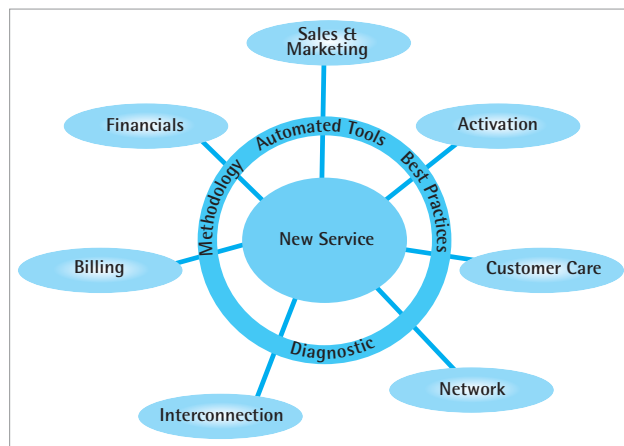 Sales &
Marketing
Financials
Automated Tools
Activation
Methodology
Best Practices
New Service
Billing
Customer Care
Diagnostic
Network
Interconnection